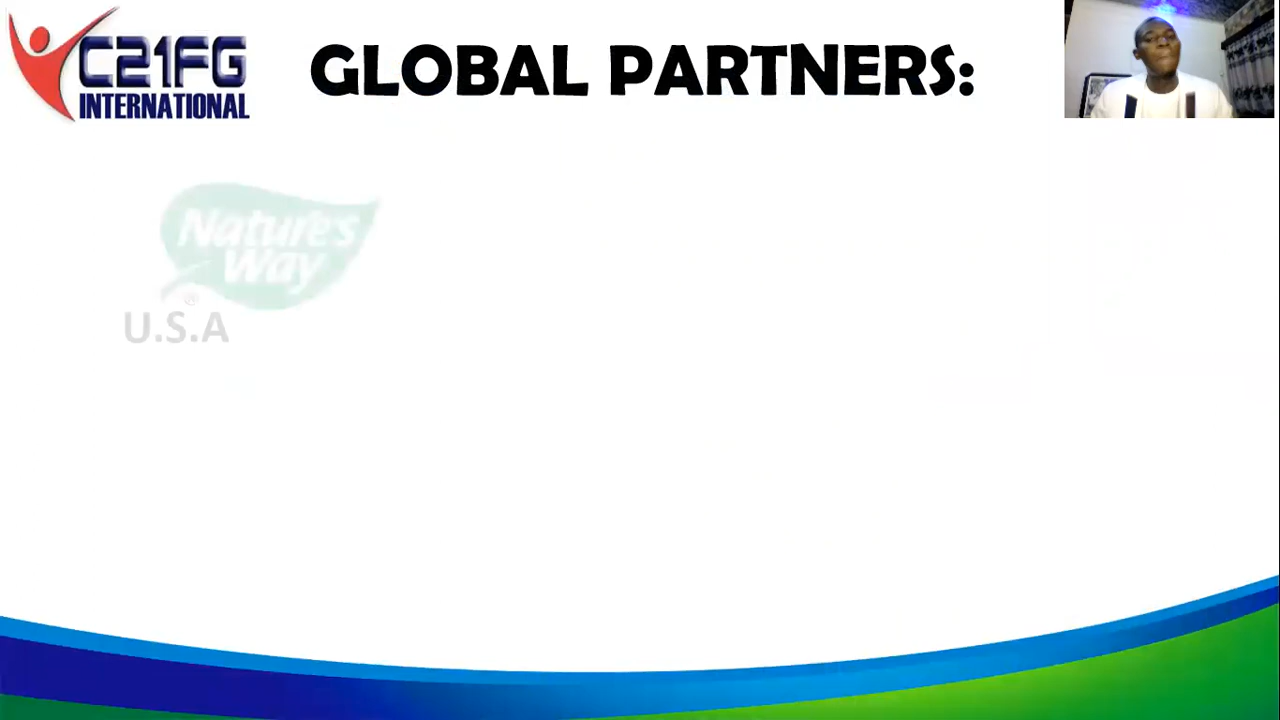 C21FG
INTERNATIONAL
GLOBAL PARTNERS:
Nature's
Way
®
U.S.A